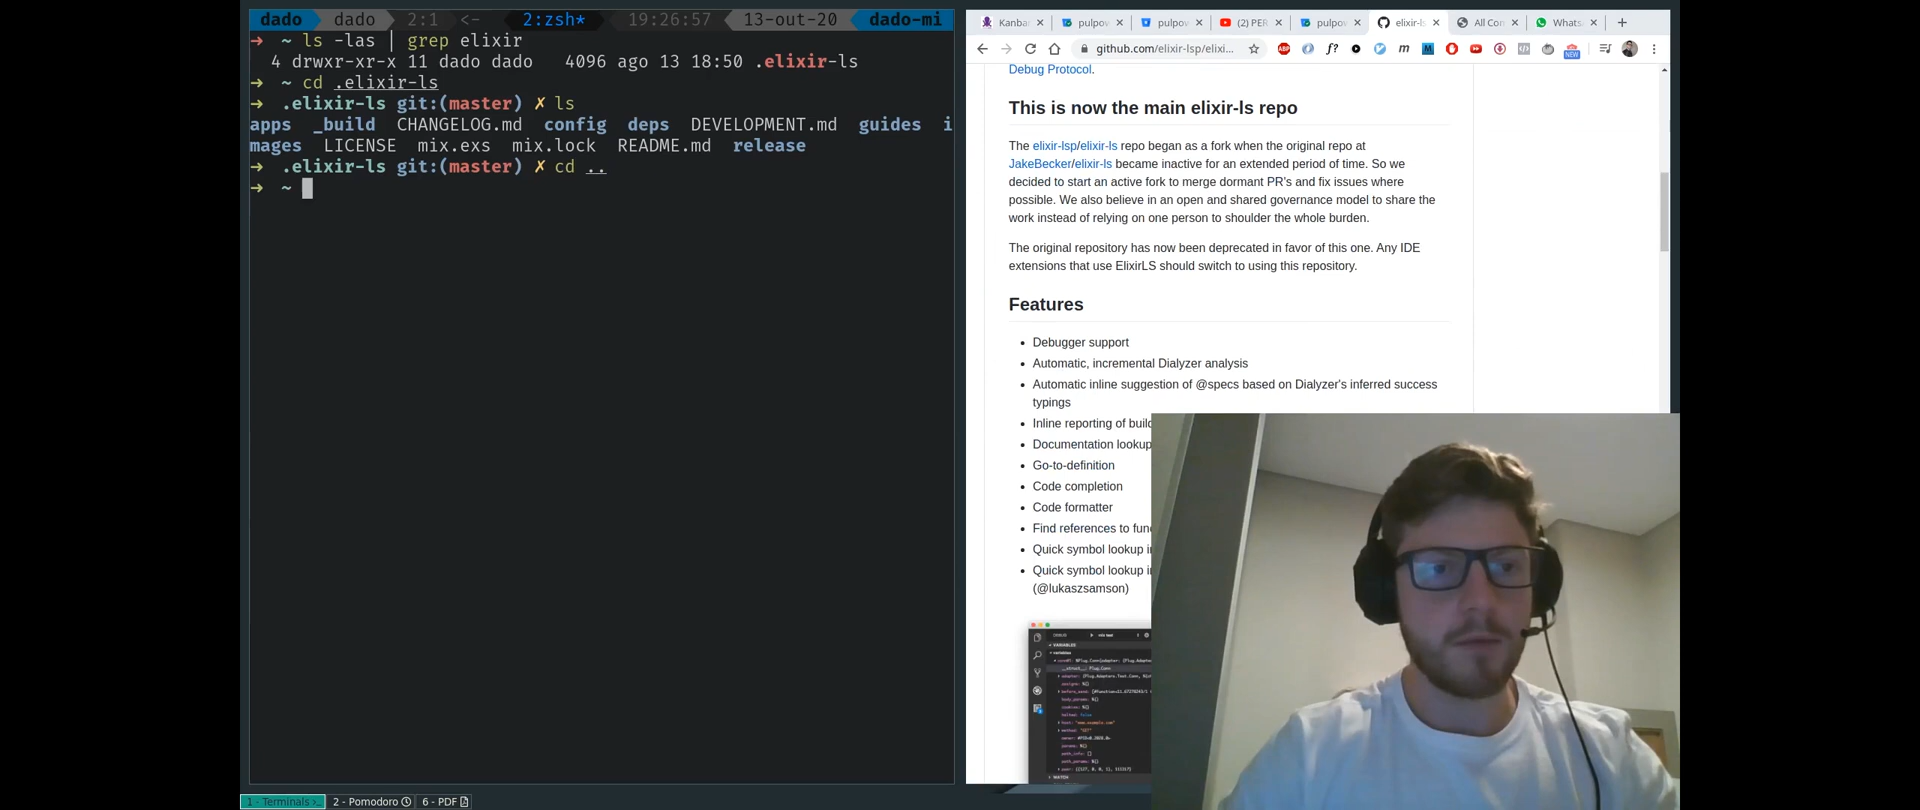 dado dado 2:1 <- 2:zsh* 19:26:57 13-out-20 dado-mi
→ ~ ls -las | grep elixir
4 drwxr-xr-x 11 dado dado 4096 ago 13 18:50 .elixir-ls
→ ~ cd .elixir-ls
→ .elixir-ls git:(master) ✗ ls
apps _build CHANGELOG.md config deps DEVELOPMENT.md guides i
mages LICENSE mix.exs mix.lock README.md release
→ .elixir-ls git:(master) ✗ cd ..
→ ~
1 - Terminals 2 - Pomodoro 6 - PDF
Kanba pulpov pulpov (2) PER pulpov elixir-ls All Con Whats
github.com/elixir-lsp/elixi...
Debug Protocol.
This is now the main elixir-ls repo
The elixir-lsp/elixir-ls repo began as a fork when the original repo at
JakeBecker/elixir-ls became inactive for an extended period of time. So we
decided to start an active fork to merge dormant PR's and fix issues where
possible. We also believe in an open and shared governance model to share the
work instead of relying on one person to shoulder the whole burden.
The original repository has now been deprecated in favor of this one. Any IDE
extensions that use ElixirLS should switch to using this repository.
Features
• Debugger support
• Automatic, incremental Dialyzer analysis
• Automatic inline suggestion of @specs based on Dialyzer's inferred success
typings
• Inline reporting of build
• Documentation lookup
• Go-to-definition
• Code completion
• Code formatter
• Find references to func
• Quick symbol lookup i
• Quick symbol lookup i
(@lukaszsamson)